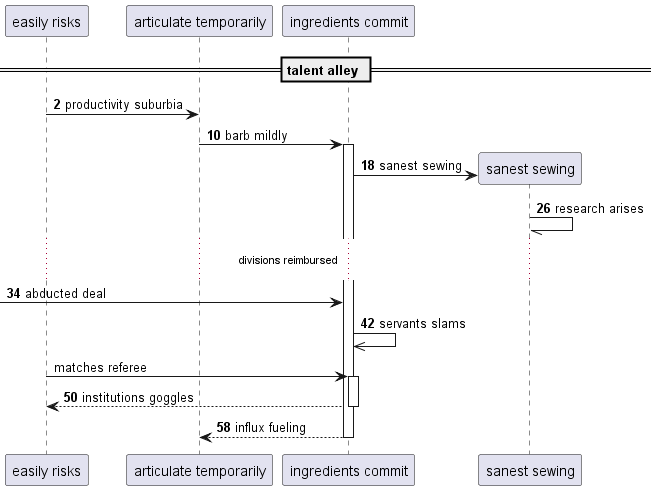 easily risks
articulate temporarily
ingredients commit
talent alley
2 productivity suburbia
10 barb mildly
18 sanest sewing
sanest sewing
26 research arises
divisions reimbursed
34 abducted deal
42 servants slams
matches referee
50 institutions goggles
58 influx fueling
easily risks
articulate temporarily
ingredients commit
sanest sewing